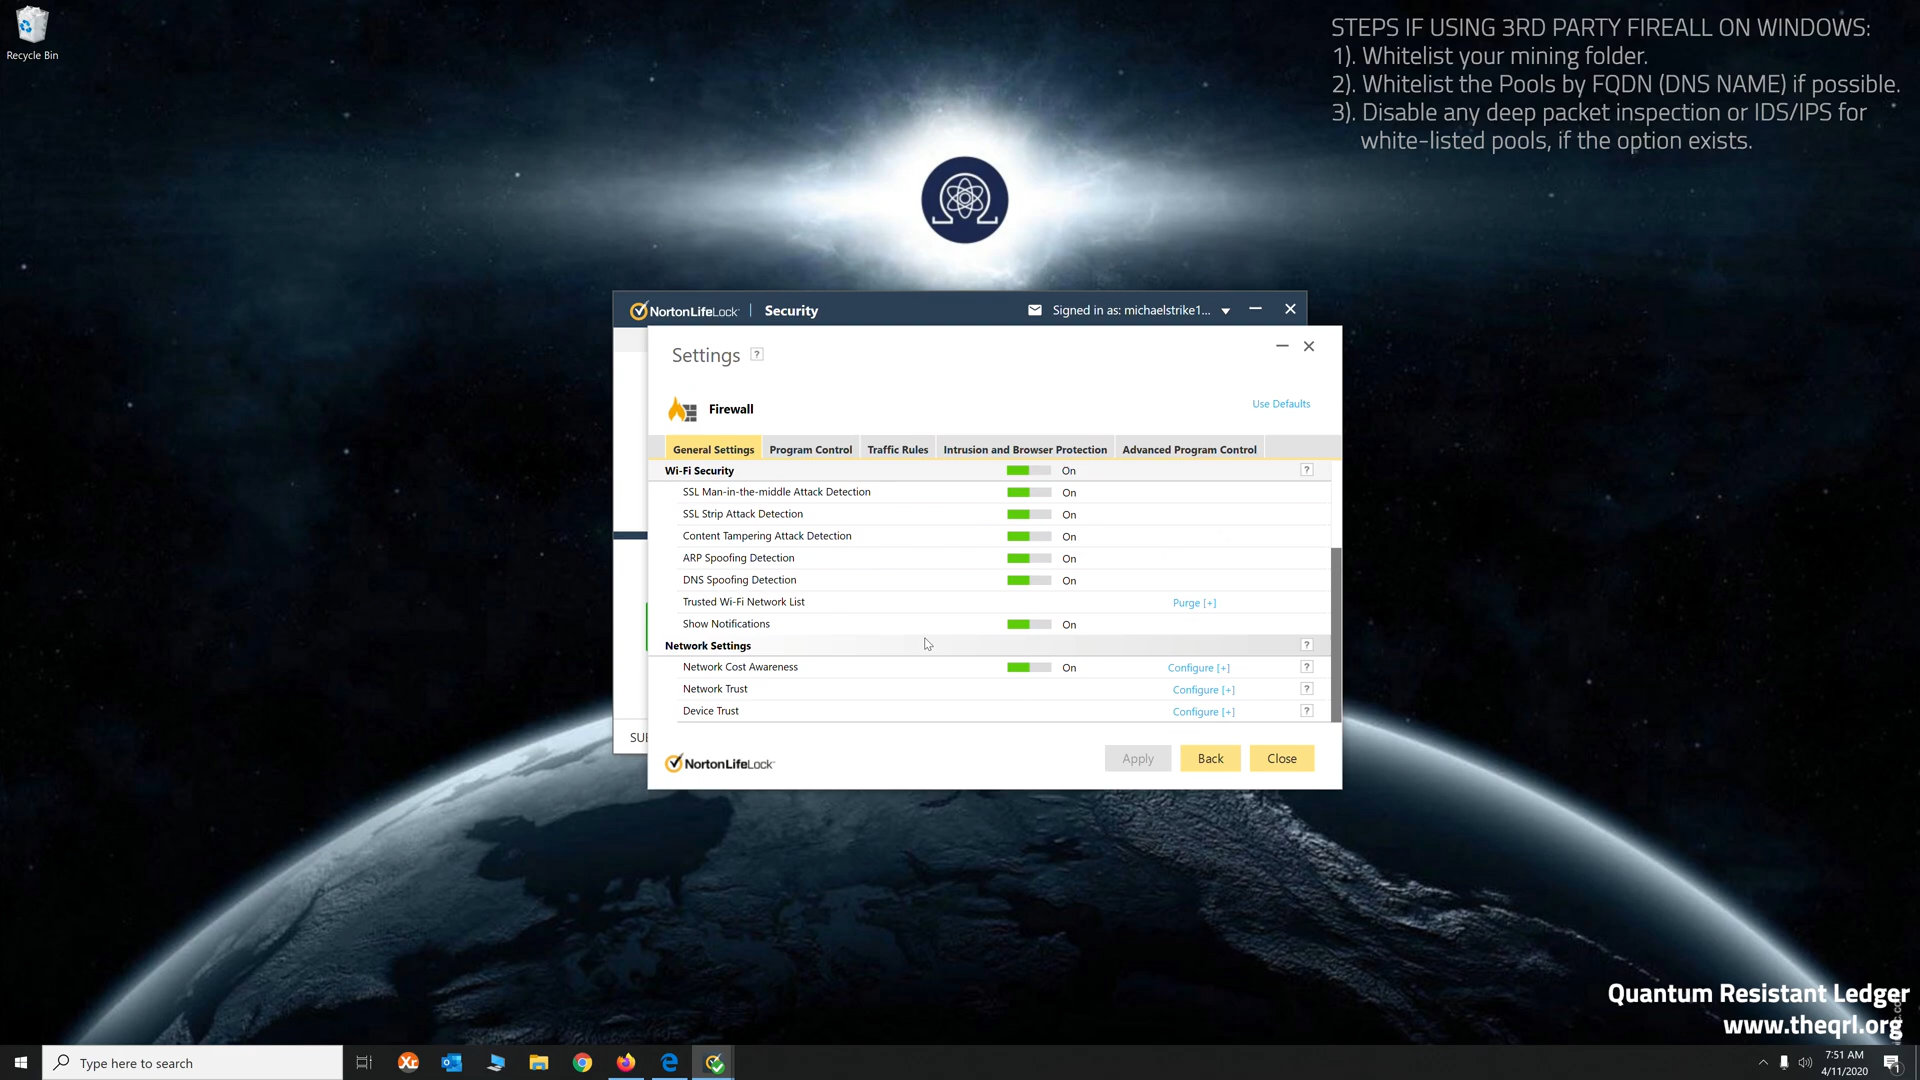 Recycle Bin
STEPS IF USING 3RD PARTY FIREALL ON WINDOWS:
1). Whitelist your mining folder.
2). Whitelist the Pools by FQDN (DNS NAME) if possible.
3). Disable any deep packet inspection or IDS/IPS for
white-listed pools, if the option exists.
NortonLifeLock | Security
Signed in as: michaelstrike1...
Settings ?
Firewall
Use Defaults
General Settings Program Control Traffic Rules Intrusion and Browser Protection Advanced Program Control
Wi-Fi Security On ?
SSL Man-in-the-middle Attack Detection On
SSL Strip Attack Detection On
Content Tampering Attack Detection On
ARP Spoofing Detection On
DNS Spoofing Detection On
Trusted Wi-Fi Network List Purge [+]
Show Notifications On
Network Settings ?
Network Cost Awareness On Configure [+] ?
Network Trust Configure [+] ?
Device Trust Configure [+] ?
SUB
NortonLifeLock
Apply Back Close
Quantum Resistant Ledger
www.theqrl.org
Type here to search
Xr
7:51 AM
4/11/2020
1